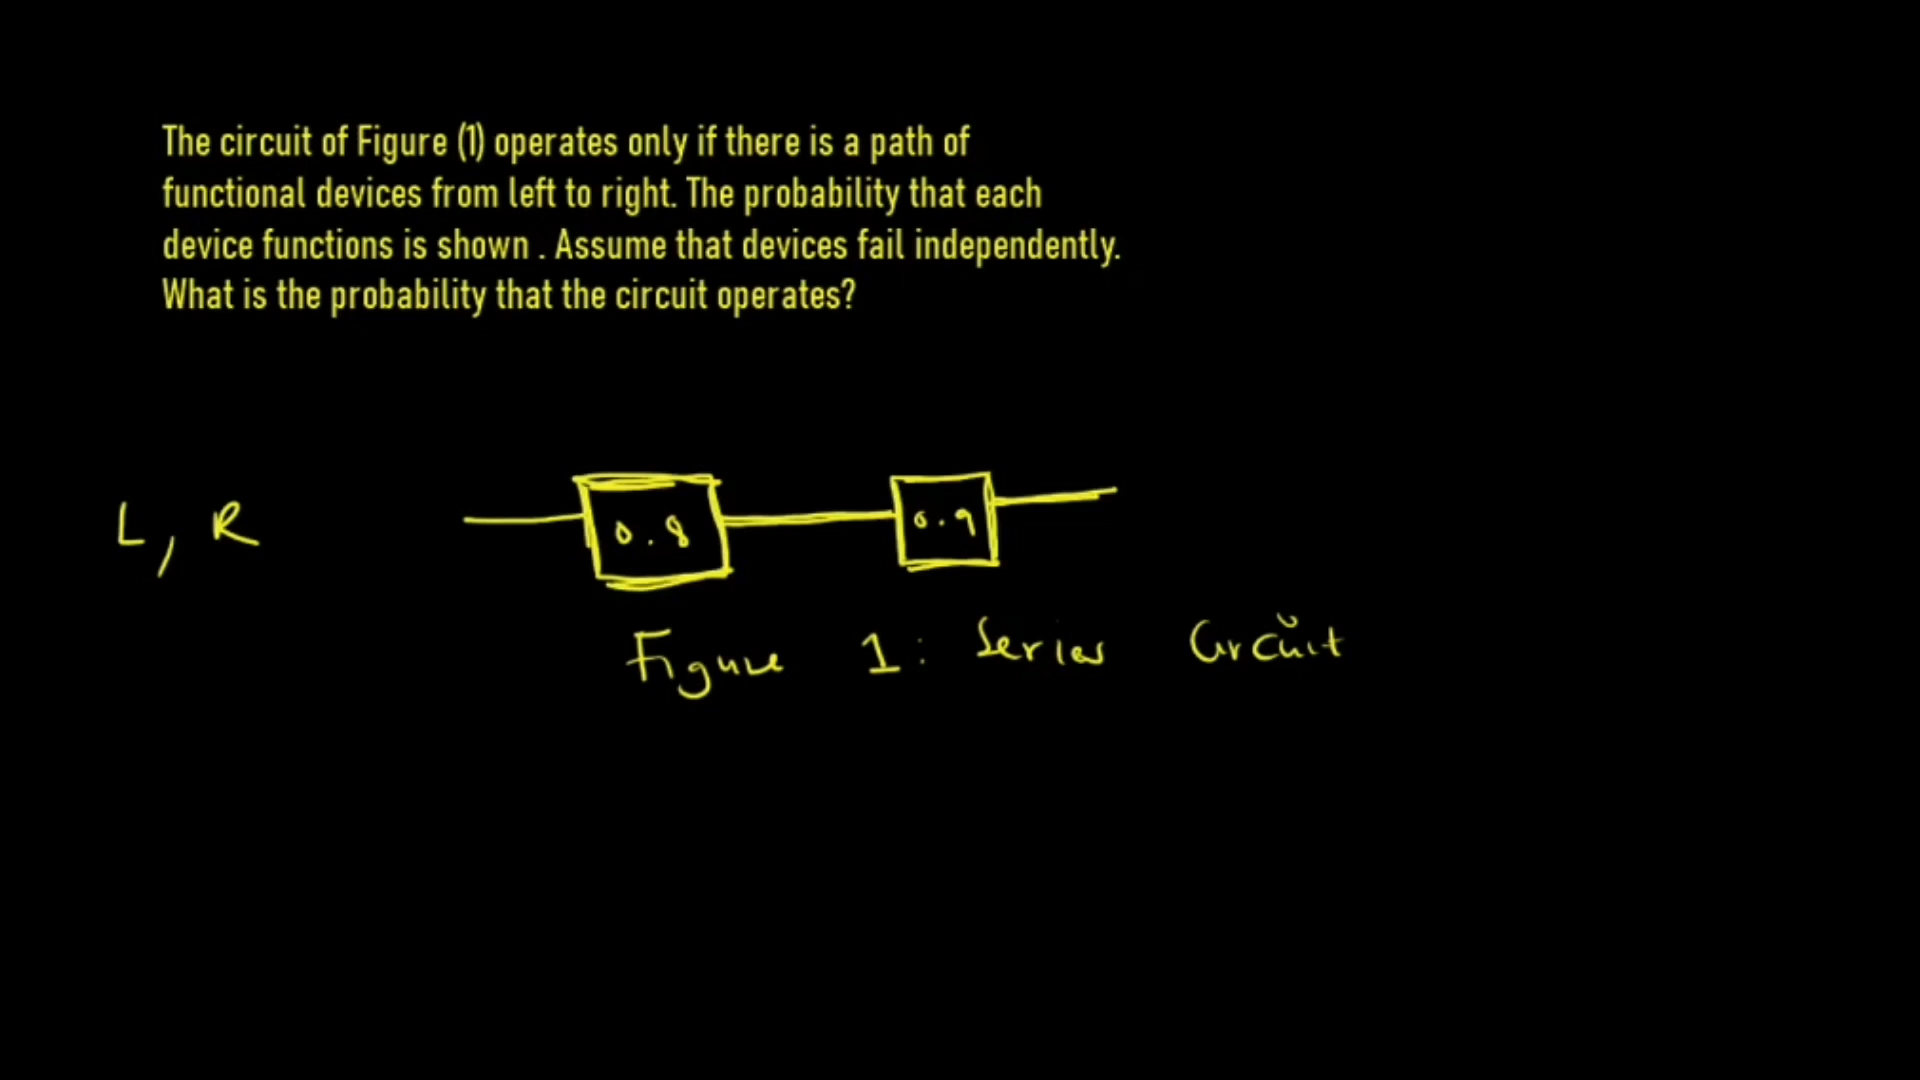 The circuit of Figure (1) operates only if there is a path of
functional devices from left to right. The probability that each
device functions is shown . Assume that devices fail independently.
What is the probability that the circuit operates?
L, R
0.8
0.9
Figure 1: Series Circuit